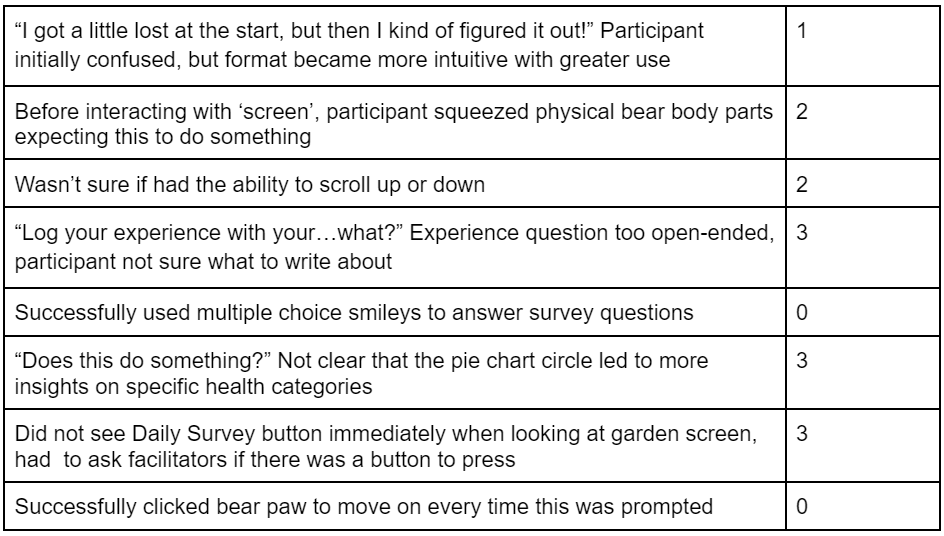 “I got a little lost at the start, but then I kind of figured it out!” Participant
initially confused, but format became more intuitive with greater use
1
Before interacting with ‘screen’, participant squeezed physical bear body parts
expecting this to do something
2
Wasn’t sure if had the ability to scroll up or down
2
“Log your experience with your…what?” Experience question too open-ended,
participant not sure what to write about
3
Successfully used multiple choice smileys to answer survey questions
0
“Does this do something?” Not clear that the pie chart circle led to more
insights on specific health categories
3
Did not see Daily Survey button immediately when looking at garden screen,
had  to ask facilitators if there was a button to press
3
Successfully clicked bear paw to move on every time this was prompted
0